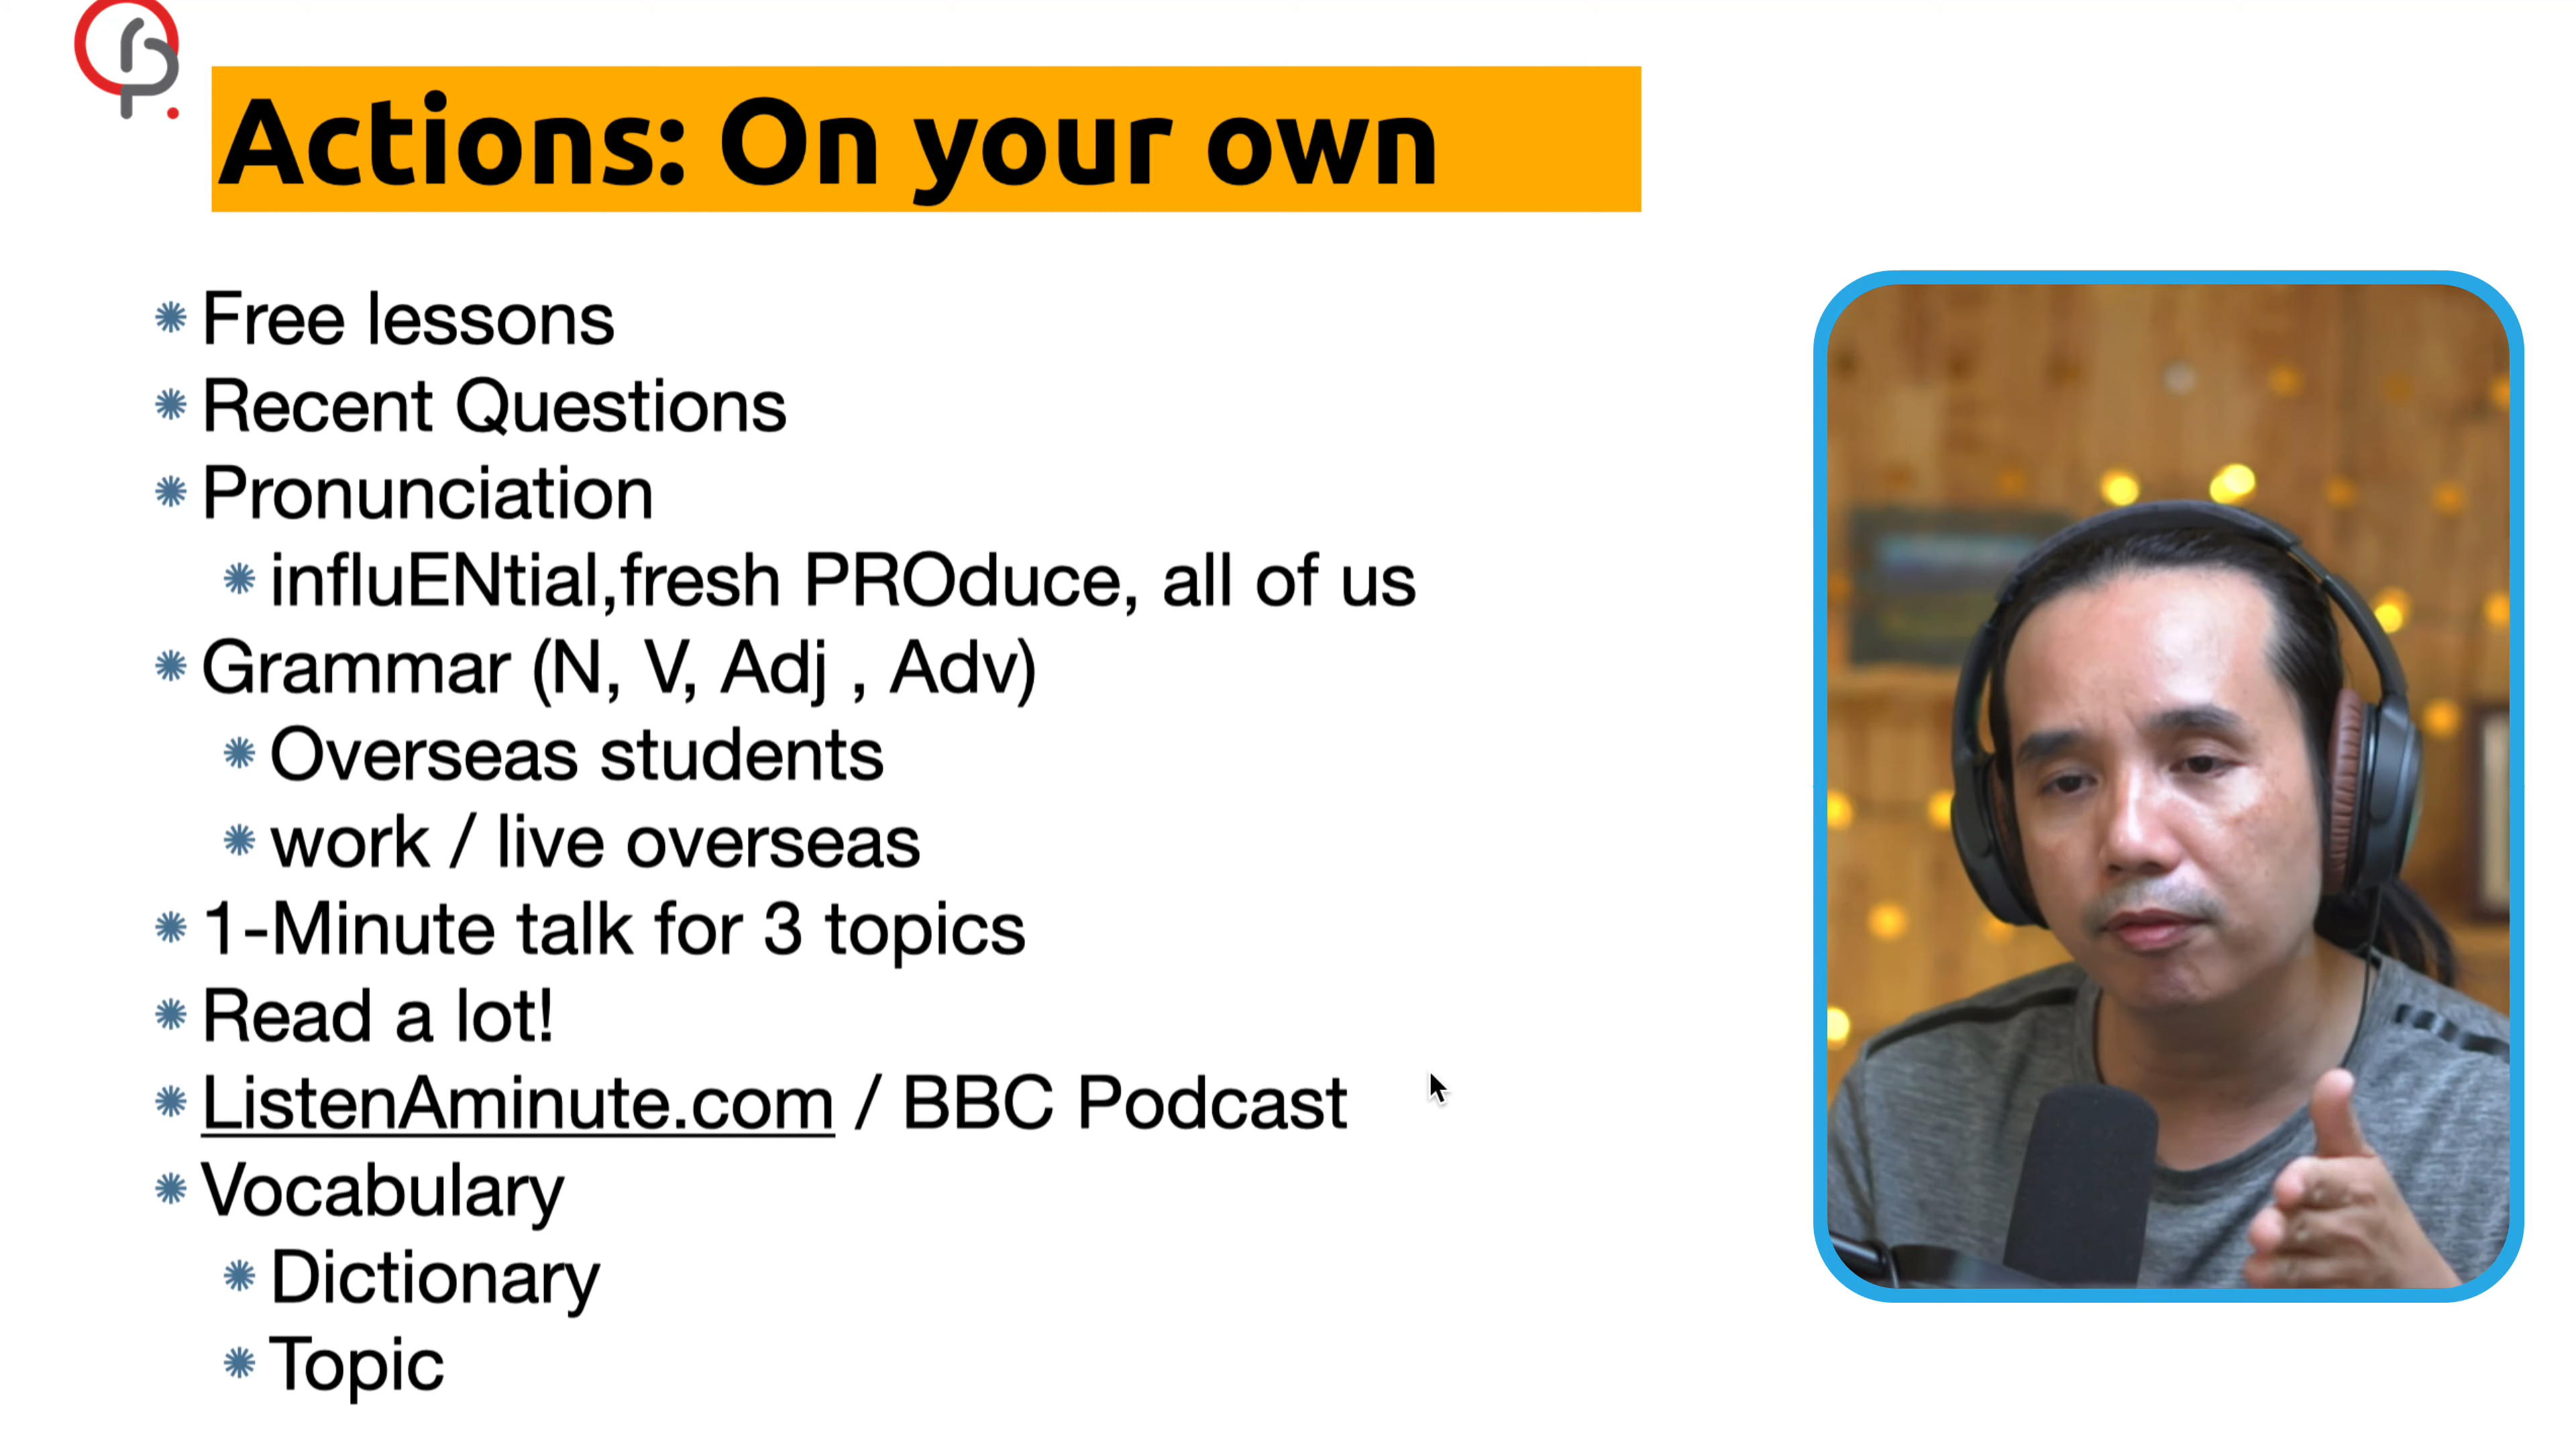 Actions: On your own
Free lessons
Recent Questions
Pronunciation
influENtial,fresh PROduce, all of us
Grammar (N, V, Adj , Adv)
Overseas students
work / live overseas
1-Minute talk for 3 topics
Read a lot!
ListenAminute.com / BBC Podcast
Vocabulary
Dictionary
Topic